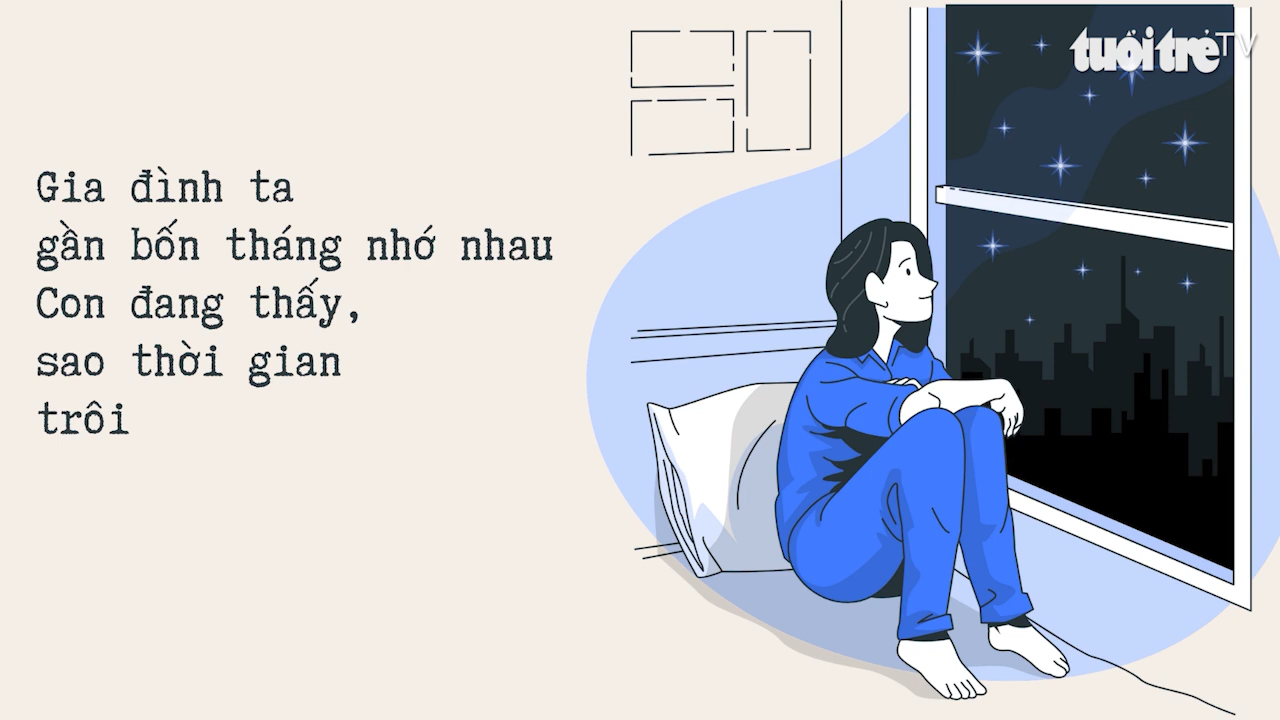 Gia đình ta
gần bốn tháng nhớ nhau
Con đang thấy,
sao thời gian
trôi
tuổi trẻ TV